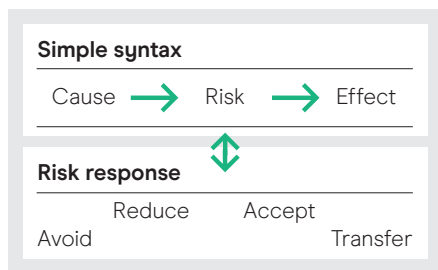 Simple syntax
Cause Risk Effect
Risk response
Reduce Accept
Avoid Transfer